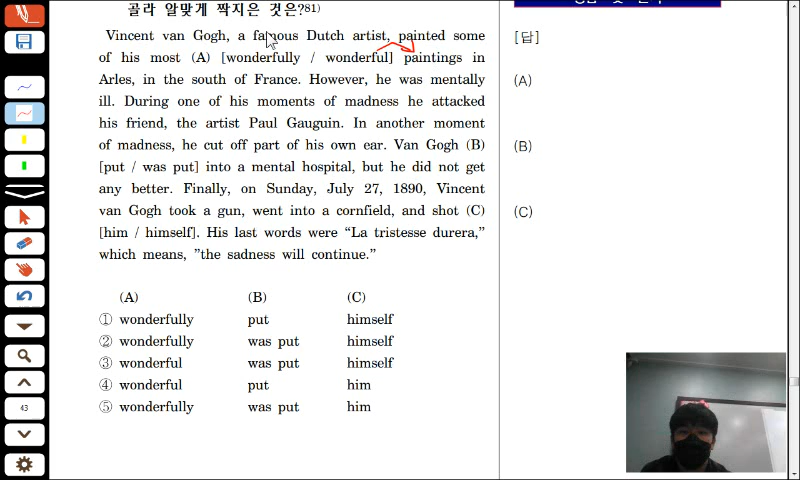 골라 알맞게 짝지은 것은?81)
Vincent van Gogh, a famous Dutch artist, painted some
of his most (A) [wonderfully / wonderful] paintings in
Arles, in the south of France. However, he was mentally
ill. During one of his moments of madness he attacked
his friend, the artist Paul Gauguin. In another moment
of madness, he cut off part of his own ear. Van Gogh (B)
[put / was put] into a mental hospital, but he did not get
any better. Finally, on Sunday, July 27, 1890, Vincent
van Gogh took a gun, went into a cornfield, and shot (C)
[him / himself]. His last words were “La tristesse durera,”
which means, ”the sadness will continue.”
(A) (B) (C)
① wonderfully put himself
② wonderfully was put himself
③ wonderful was put himself
④ wonderful put him
⑤ wonderfully was put him
[답]
(A)
(B)
(C)
43